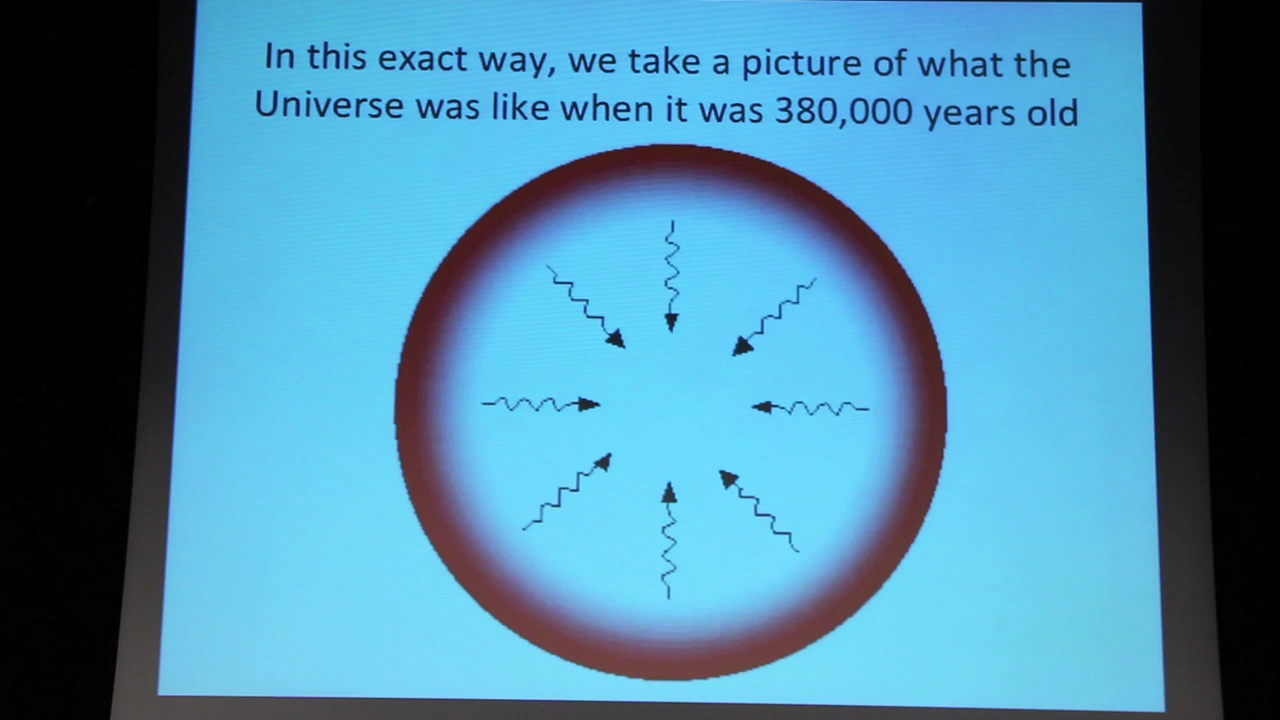 In this exact way, we take a picture of what the
Universe was like when it was 380,000 years old